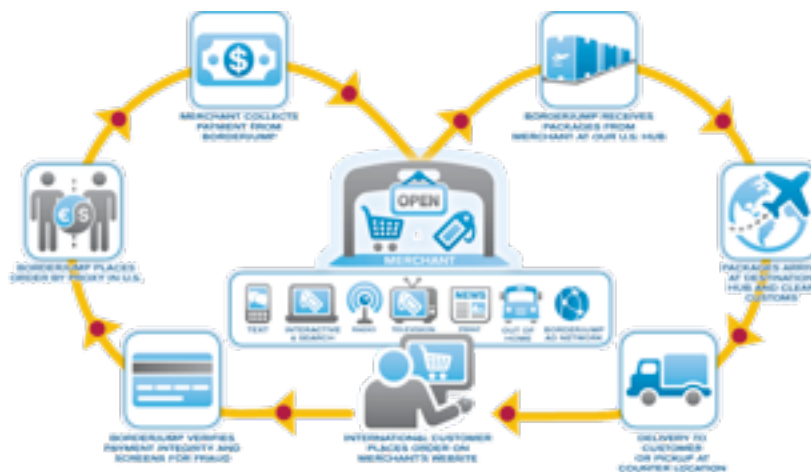 MERCHANT COLLECTS
PAYMENT FROM
BORDERJUMP
BORDERJUMP RECEIVES
PACKAGES FROM
MERCHANT AT OUR U.S. HUB
OPEN
MERCHANT
BORDERJUMP PLACES
ORDER BY PROXY IN U.S.
PACKAGES ARRI
AT DESTINATION
HUB AND CLEAR
CUSTOMS
NEWS
TEXT
INTERACTIVE
& SEARCH
RADIO
TELEVISION
PRINT
OUT OF
HOME
BORDERJUMP
AD NETWORK
BORDERJUMP VERIFIES
PAYMENT INTEGRITY AND
SCREENS FOR FRAUD
INTERNATIONAL CUSTOMER
PLACES ORDER ON
MERCHANT'S WEBSITE
DELIVERY TO
CUSTOMER
OR PICKUP AT
COUNTER LOCATION